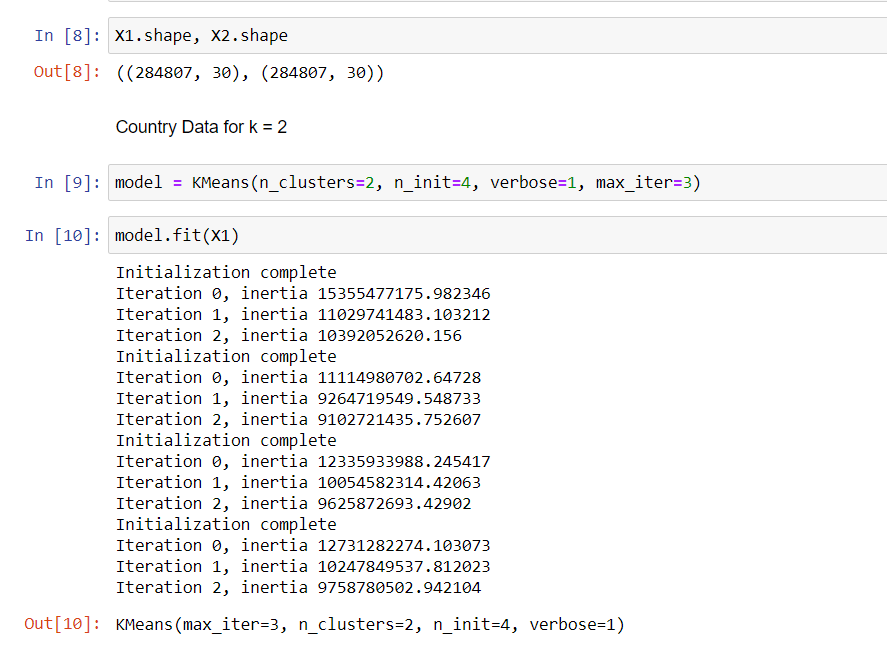 In [8]: X1.shape, X2.shape
Out[8]: ((284807, 30), (284807, 30))
Country Data for k = 2
In [9]: model = KMeans(n_clusters=2, n_init=4, verbose=1, max_iter=3)
In [10]: model.fit(X1)
Initialization complete
Iteration 0, inertia 15355477175.982346
Iteration 1, inertia 11029741483.103212
Iteration 2, inertia 10392052620.156
Initialization complete
Iteration 0, inertia 11114980702.64728
Iteration 1, inertia 9264719549.548733
Iteration 2, inertia 9102721435.752607
Initialization complete
Iteration 0, inertia 12335933988.245417
Iteration 1, inertia 10054582314.42063
Iteration 2, inertia 9625872693.42902
Initialization complete
Iteration 0, inertia 12731282274.103073
Iteration 1, inertia 10247849537.812023
Iteration 2, inertia 9758780502.942104
Out[10]: KMeans(max_iter=3, n_clusters=2, n_init=4, verbose=1)